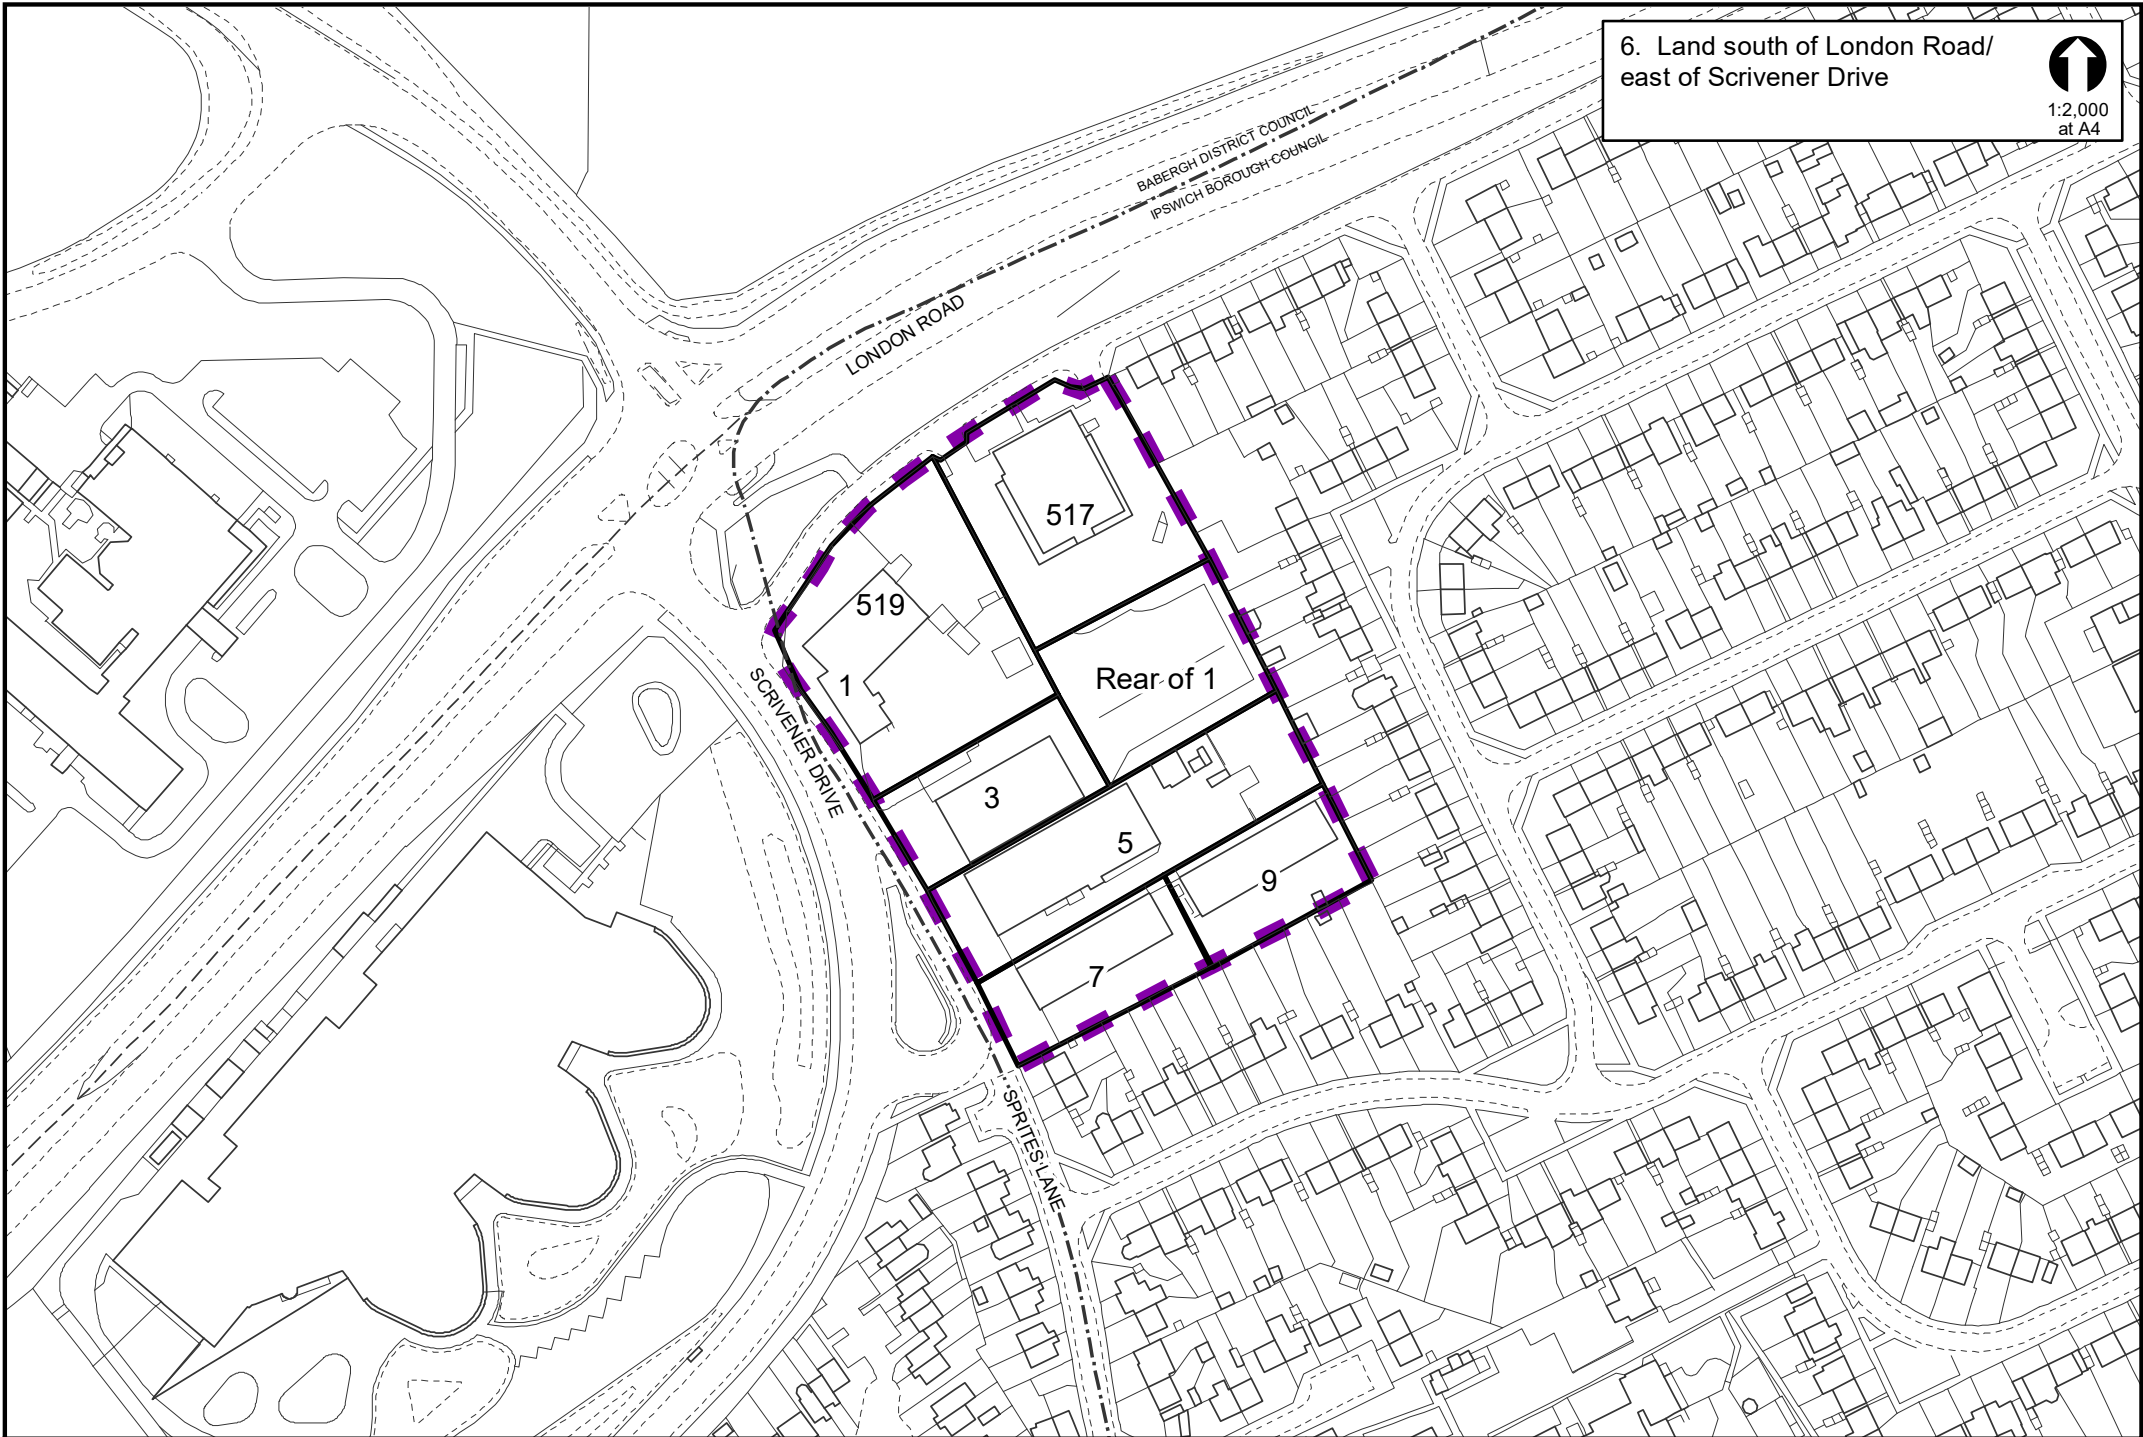 6. Land south of London Road/
east of Scrivener Drive
1:2,000
at A4
BABERGH DISTRICT COUNCIL
IPSWICH BOROUGH COUNCIL
LONDON ROAD
517
519
1
Rear of 1
SCRIVENER DRIVE
3
5
9
7
SPRITES LANE